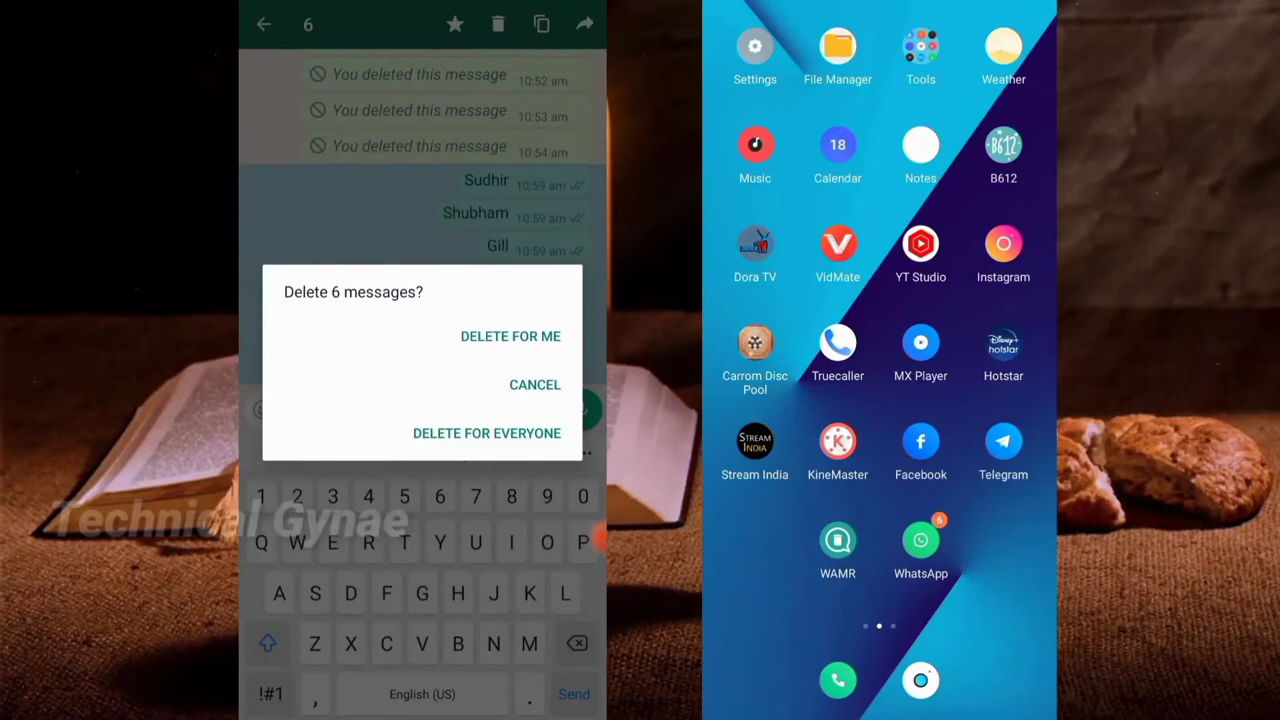 6
You deleted this message 10:52 am
You deleted this message 10:53 am
You deleted this message 10:54 am
Sudhir 10:59 am
Shubham 10:59 am
Gill 10:59 am
Delete 6 messages?
DELETE FOR ME
CANCEL
DELETE FOR EVERYONE
1 2 3 4 5 6 7 8 9 0
Technical Gynae
Q W E R T Y U I O P
A S D F G H J K L
Z X C V B N M
!#1 , English (US) . Send
Settings File Manager Tools Weather
18
B612
Music Calendar Notes B612
Dora TV VidMate YT Studio Instagram
Disney+
hotstar
Carrom Disc Truecaller MX Player Hotstar
Pool
STREAM
INDIA
K
Stream India KineMaster Facebook Telegram
6
WAMR WhatsApp